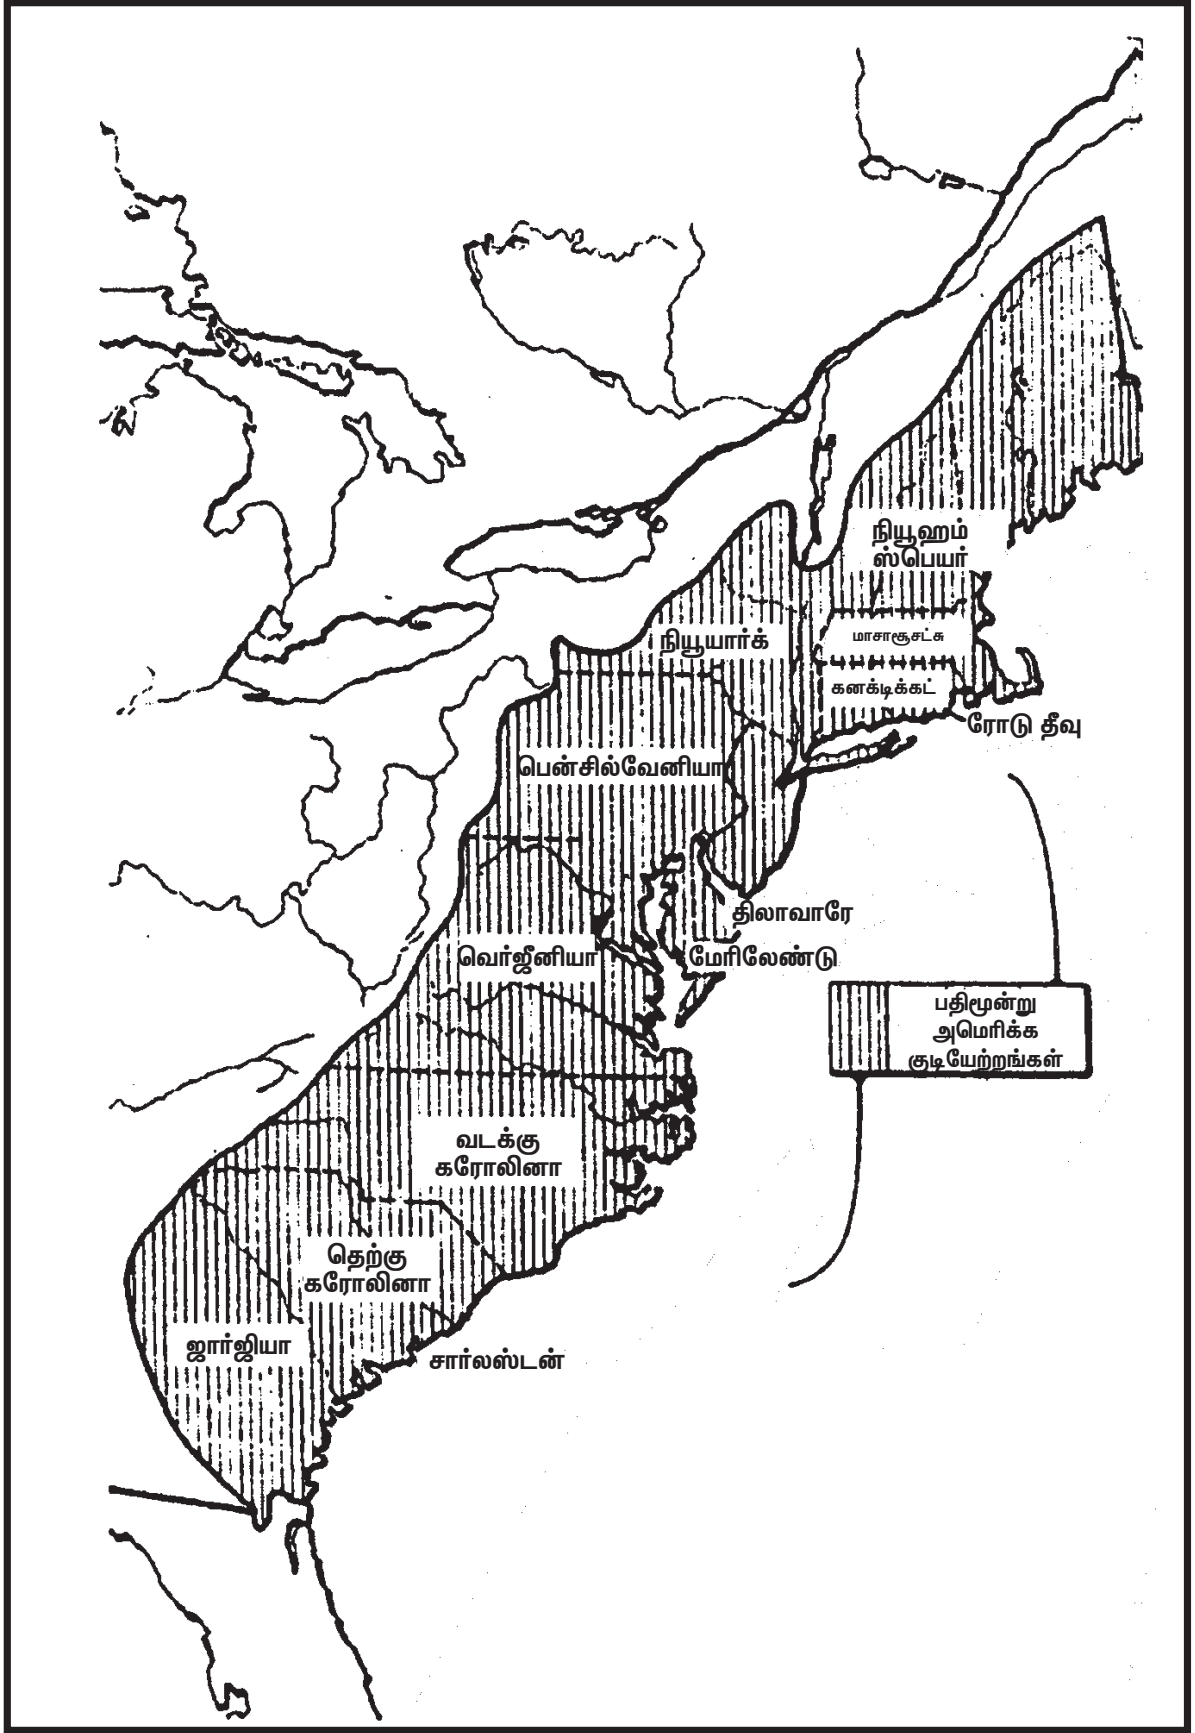 நியூஹம்
ஸ்பெயர்
நியூயார்க்
மாசாசூசட்சு
கனக்டிக்கட்
ரோடு தீவு
பென்சில்வேனியா
திலாவாரே
வெர்ஜீனியா
மேரிலேண்டு
பதிமூன்று
அமெரிக்க
குடியேற்றங்கள்
வடக்கு
கரோலினா
தெற்கு
கரோலினா
ஜார்ஜியா
சார்லஸ்டன்